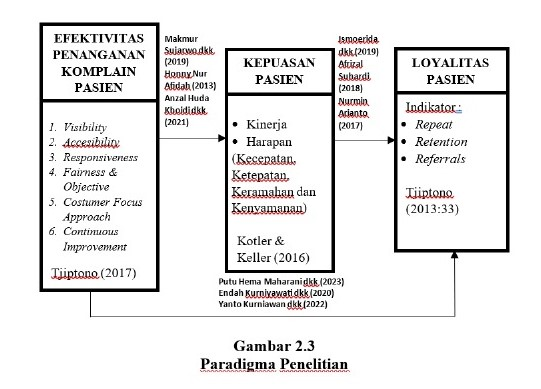 EFEKTIVITAS
PENANGANAN
KOMPLAIN
PASIEN
1. Visibility
2. Accesibility
3. Responsiveness
4. Fairness &
Objective
5. Costumer Focus
Approach
6. Continuous
Improvement
Tjiptono (2017)
Makmur
Sujarwo dkk
(2019)
Honny Nur
Afidah (2013)
Anzal Huda
Kholidi dkk
(2021)
KEPUASAN
PASIEN
• Kinerja
• Harapan
(Kecepatan,
Ketepatan,
Keramahan dan
Kenyamanan)
Kotler &
Keller (2016)
Ismoerida
dkk (2019)
Afrizal
Suhardi
(2018)
Nurmin
Arianto
(2017)
LOYALITAS
PASIEN
Indikator :
• Repeat
• Retention
• Referrals
Tjiptono
(2013:33)
Putu Hema Maharani dkk (2023)
Endah Kurniyawati dkk (2020)
Yanto Kurniawan dkk (2022)
Gambar 2.3
Paradigma Penelitian